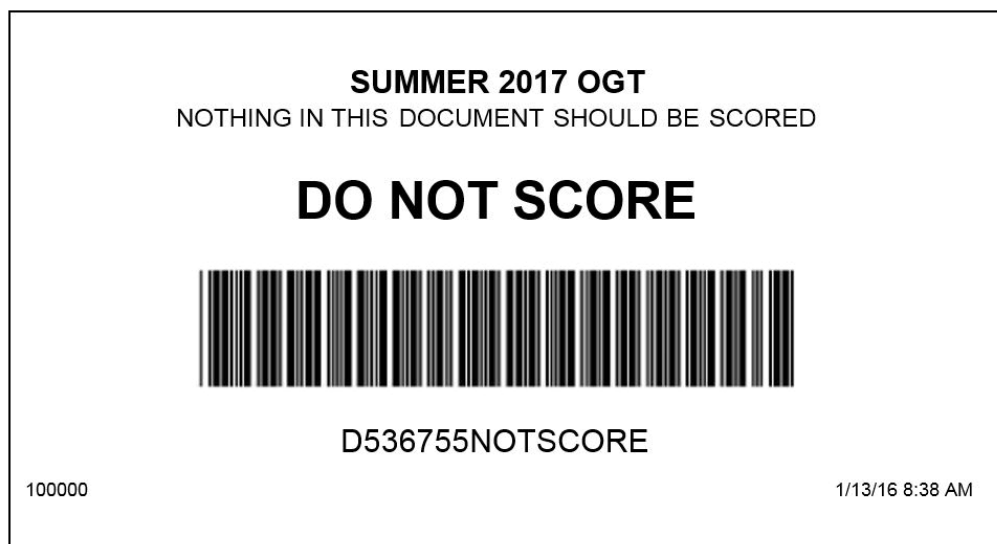 SUMMER 2017 OGT
NOTHING IN THIS DOCUMENT SHOULD BE SCORED
DO NOT SCORE
D536755NOTSCORE
100000
1/13/16 8:38 AM